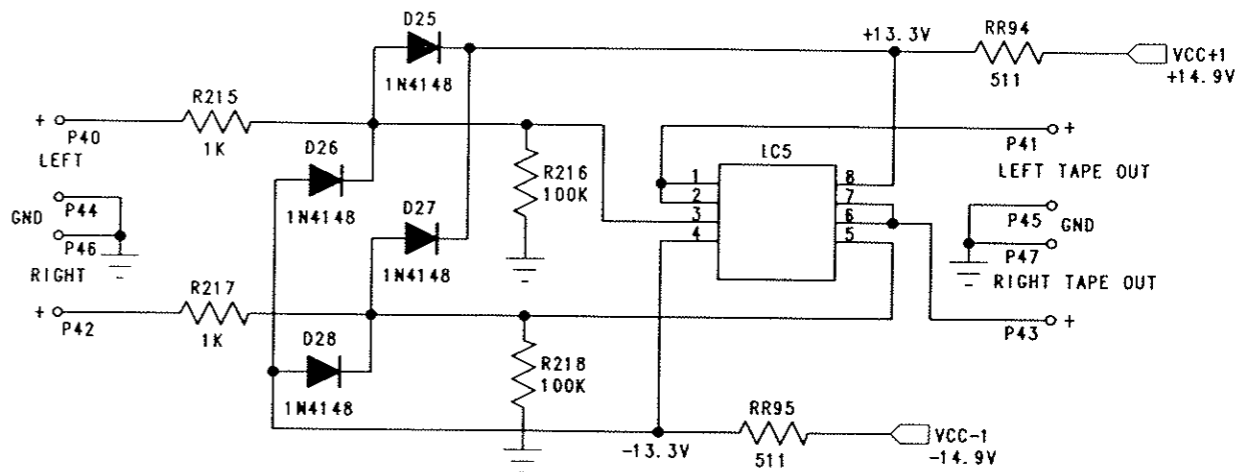 D25
1N4148
+13.3V
RR94
511
VCC+1
+14.9V
R215
1K
+ P40
LEFT
D26
1N4148
R216
100K
LC5
1
2
3
4
8
7
6
5
P41 +
LEFT TAPE OUT
P44
GND
P46
RIGHT
D27
1N4148
P45
GND
P47
RIGHT TAPE OUT
R217
1K
+ P42
P43 +
D28
1N4148
R218
100K
-13.3V
RR95
511
VCC-1
-14.9V